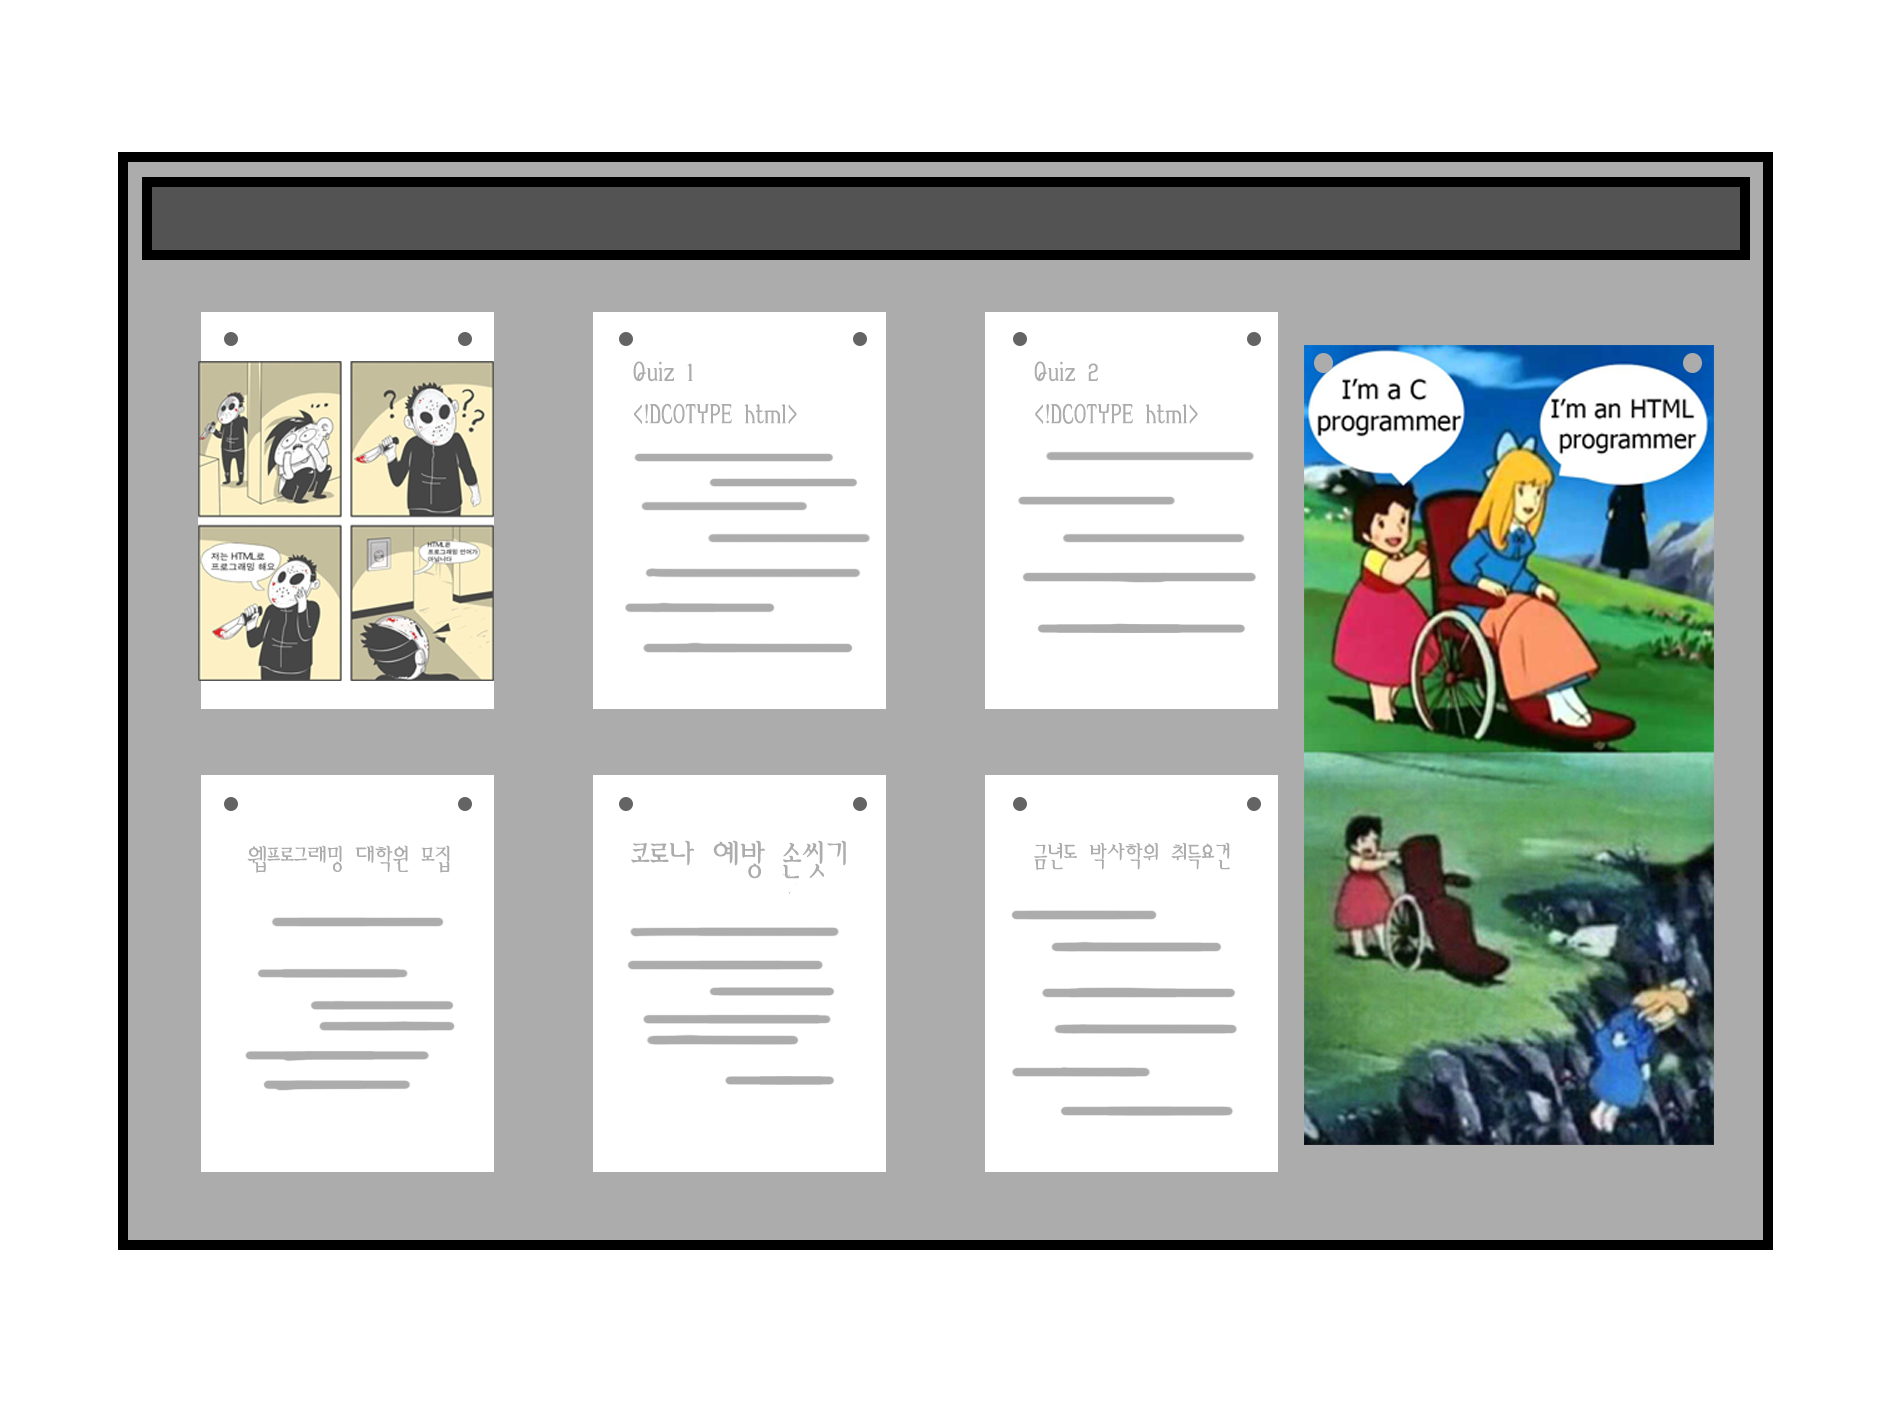 ...
?
?
?
저는 HTML로
프로그래밍 해요
HTML은
프로그래밍 언어가
아닙니다
Quiz 1
<!DCOTYPE html>
Quiz 2
<!DCOTYPE html>
I'm a C
programmer
I'm an HTML
programmer
웹프로그래밍 대학원 모집
코로나 예방 손씻기
금년도 박사학위 취득요건